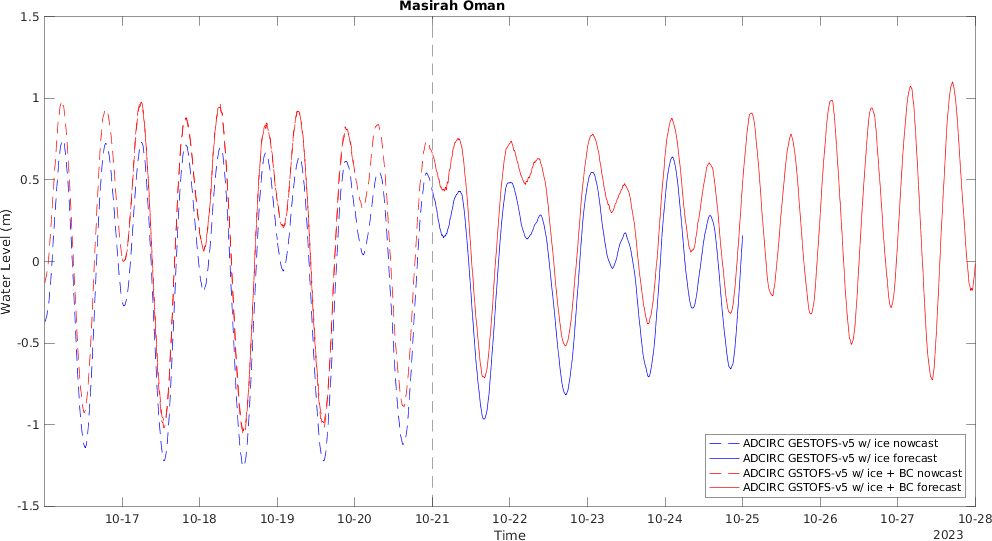 Masirah Oman
Water Level (m)
1.5
1
0.5
0
-0.5
-1
-1.5
10-17
10-18
10-19
10-20
10-21
10-22
10-23
10-24
10-25
10-26
10-27
10-28
Time
2023
ADCIRC GESTOFS-v5 w/ ice nowcast
ADCIRC GESTOFS-v5 w/ ice forecast
ADCIRC GSTOFS-v5 w/ ice + BC nowcast
ADCIRC GSTOFS-v5 w/ ice + BC forecast